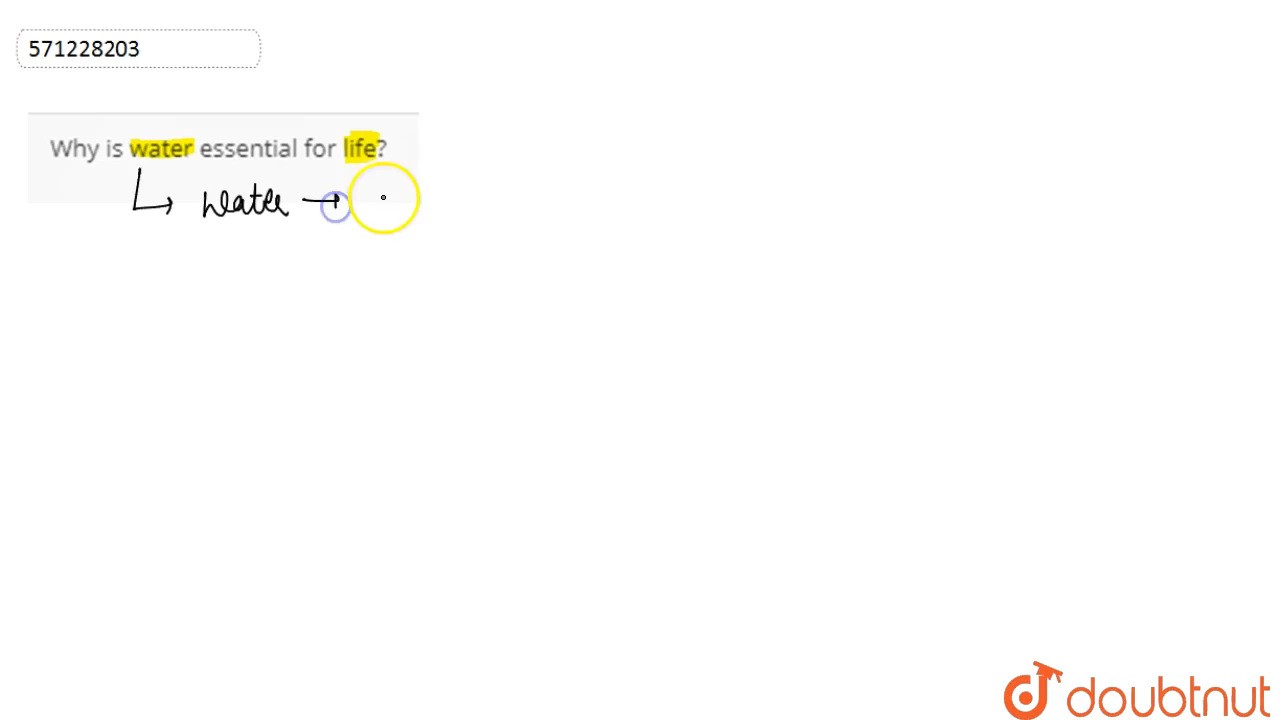 571228203
Why is water essential for life?
water →
doubtnut